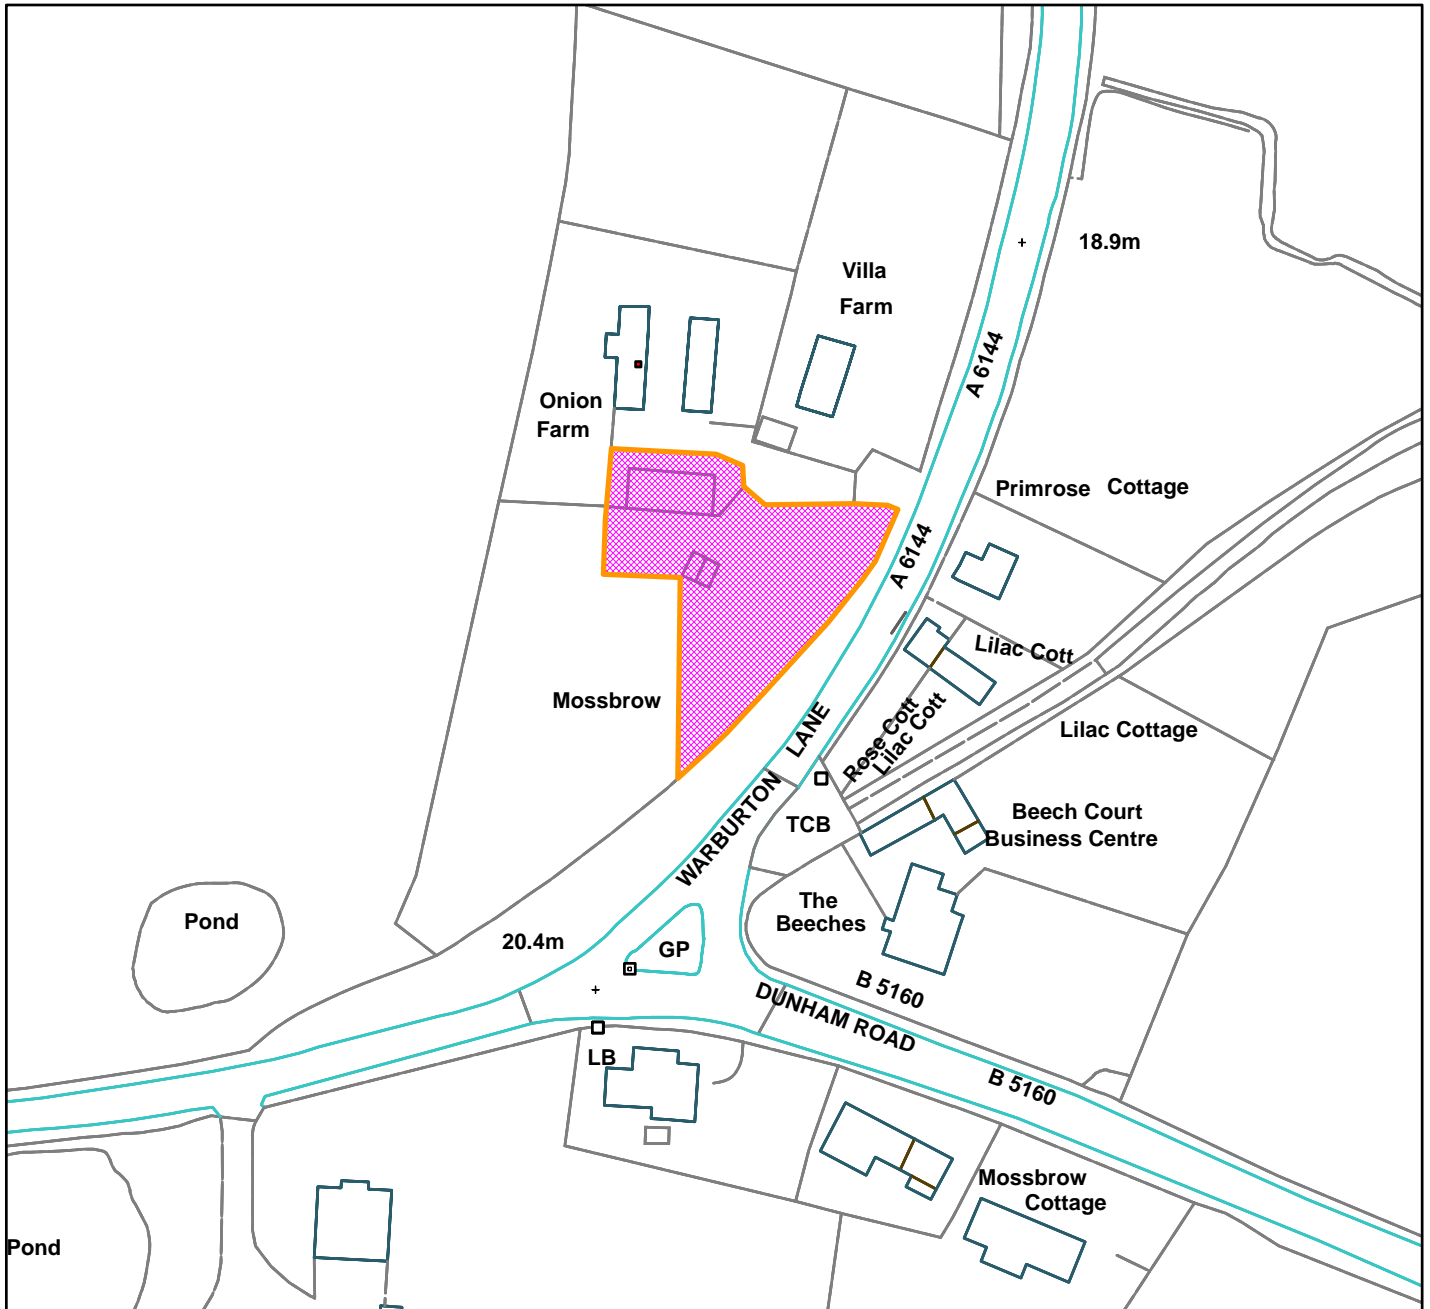 18.9m
Villa
Farm
A 6144
Onion
Farm
Primrose Cottage
A 6144
Lilac Cott
Mossbrow
Rose Cott
Lilac Cott
Lilac Cottage
WARBURTON LANE
TCB
Beech Court
Business Centre
The
Beeches
Pond
20.4m
GP
B 5160
DUNHAM ROAD
LB
B 5160
Mossbrow
Cottage
Pond